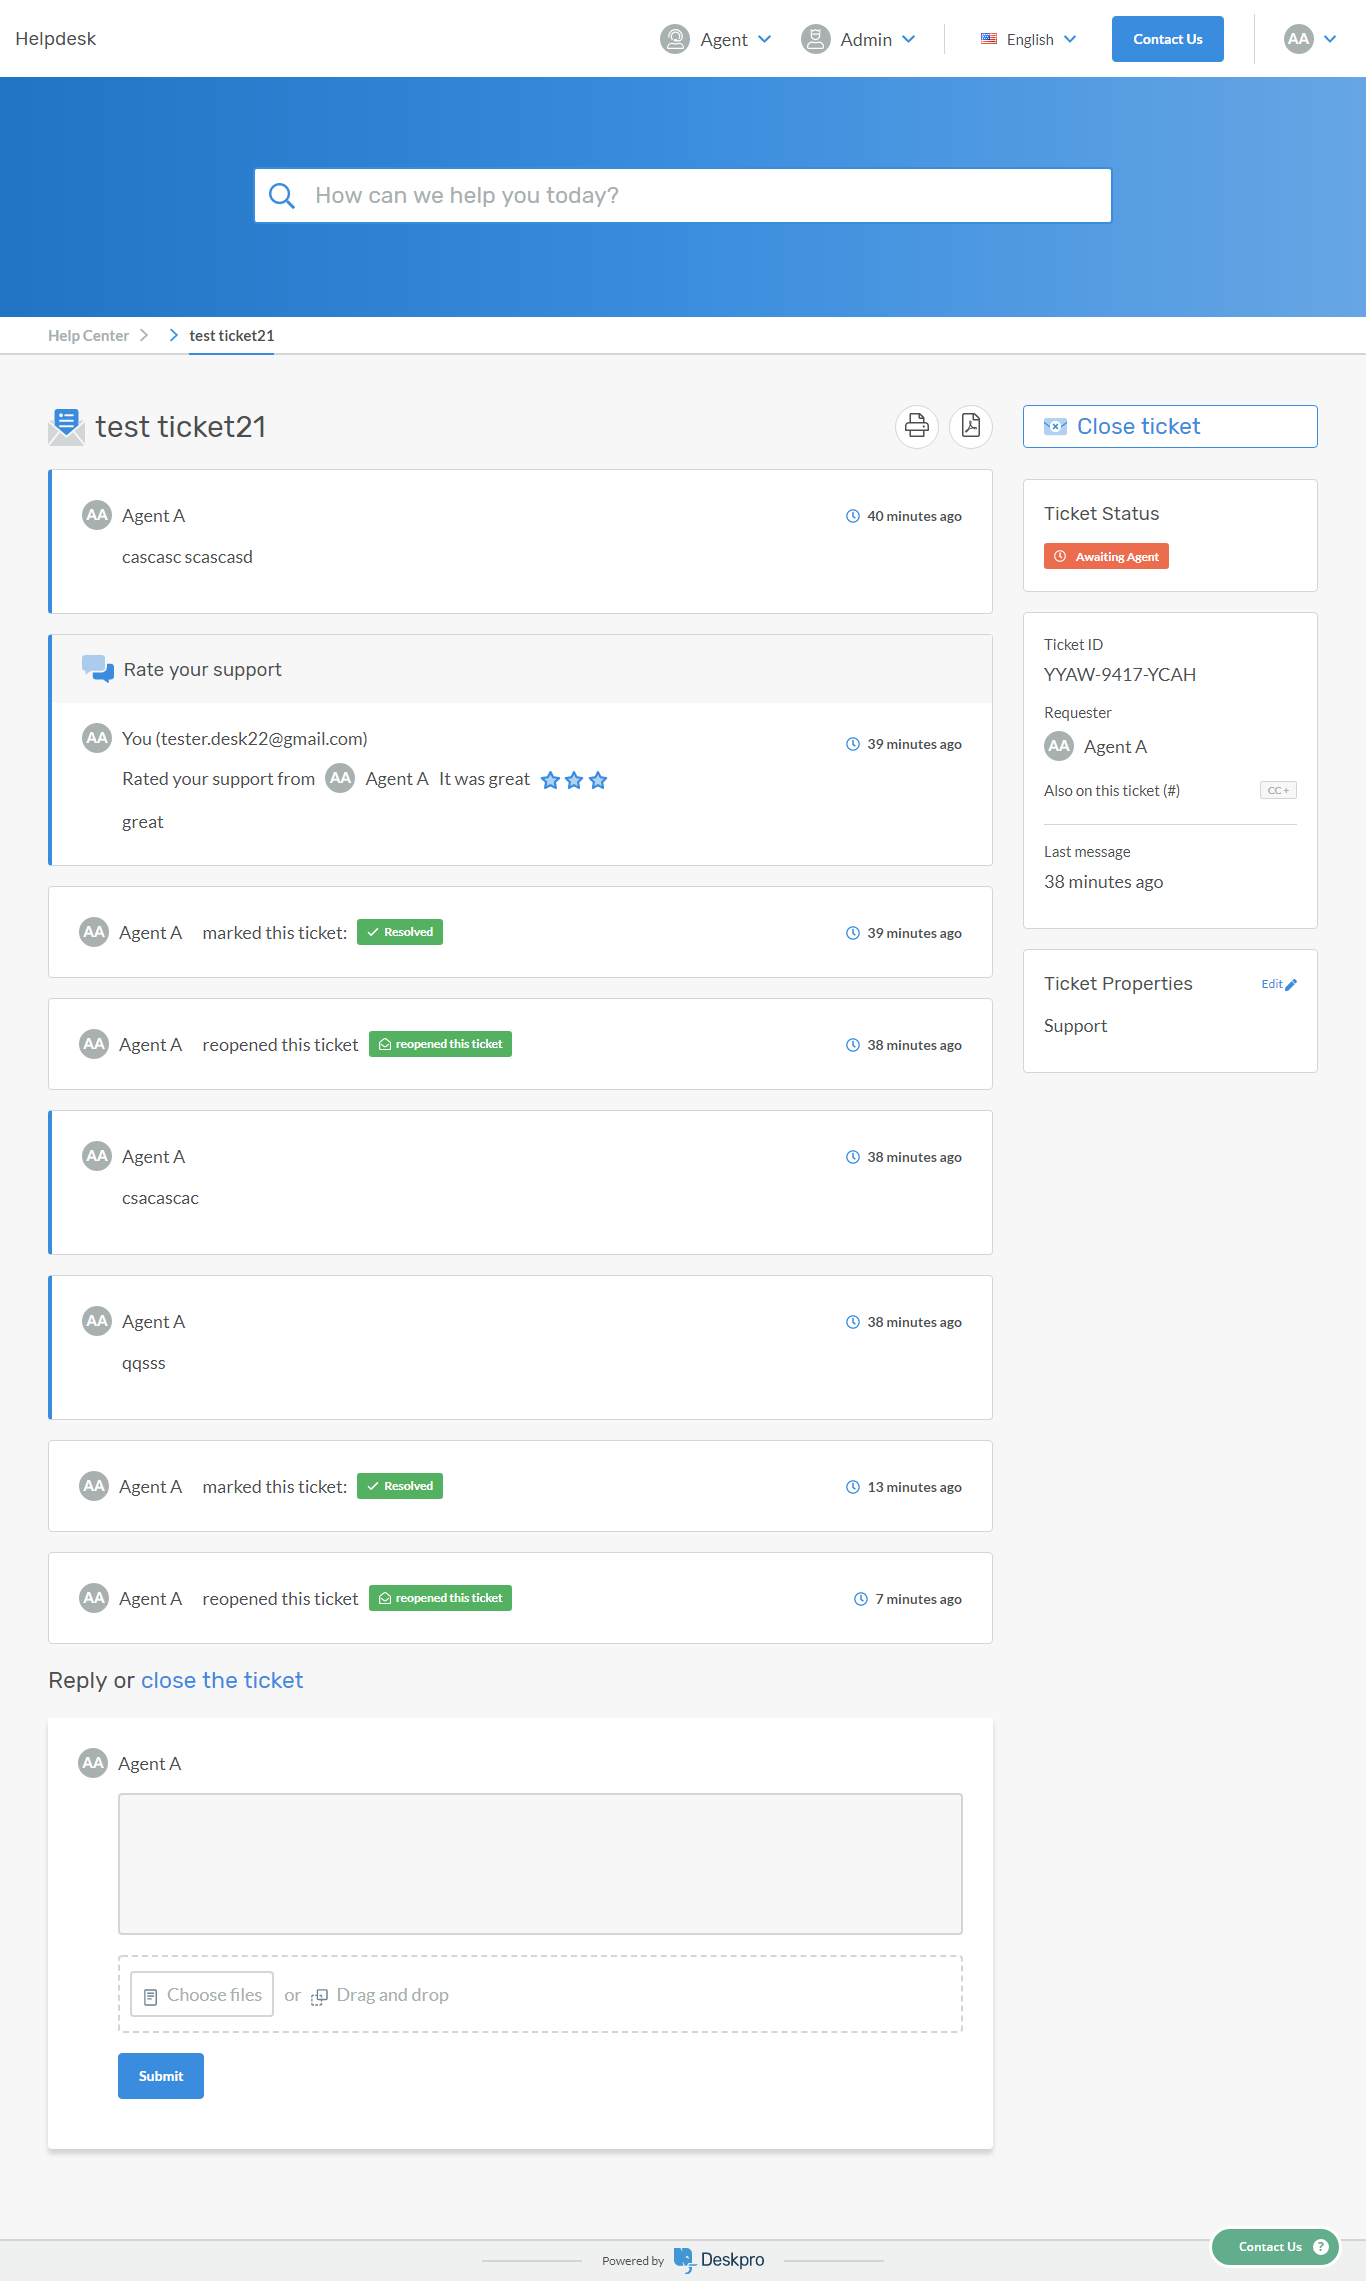 Helpdesk
Agent
Admin
English
Contact Us
AA
How can we help you today?
Help Center
test ticket21
test ticket21
AA Agent A
40 minutes ago
cascasc scascasd
Rate your support
AA You (tester.desk22@gmail.com)
39 minutes ago
Rated your support from AA Agent A It was great
great
AA Agent A marked this ticket: Resolved
39 minutes ago
AA Agent A reopened this ticket reopened this ticket
38 minutes ago
AA Agent A
38 minutes ago
csacascac
AA Agent A
38 minutes ago
qqsss
AA Agent A marked this ticket: Resolved
13 minutes ago
AA Agent A reopened this ticket reopened this ticket
7 minutes ago
Reply or close the ticket
AA Agent A
Choose files or Drag and drop
Submit
Close ticket
Ticket Status
Awaiting Agent
Ticket ID
YYAW-9417-YCAH
Requester
AA Agent A
Also on this ticket (#)
CC +
Last message
38 minutes ago
Ticket Properties
Edit
Support
Powered by Deskpro
Contact Us ?